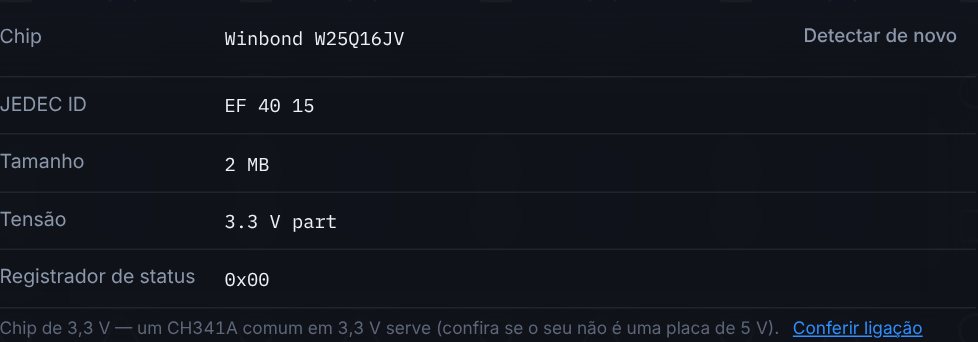 Chip Winbond W25Q16JV Detectar de novo
JEDEC ID EF 40 15
Tamanho 2 MB
Tensão 3.3 V part
Registrador de status 0x00
Chip de 3,3 V — um CH341A comum em 3,3 V serve (confira se o seu não é uma placa de 5 V). Conferir ligação